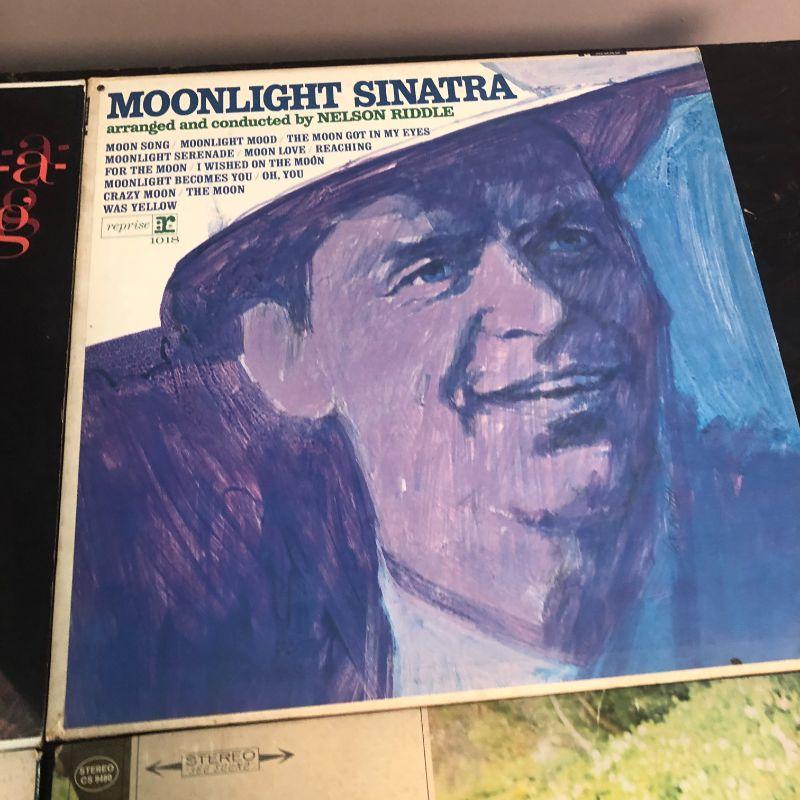 MOONLIGHT SINATRA
arranged and conducted by NELSON RIDDLE
MOON SONG / MOONLIGHT MOOD / THE MOON GOT IN MY EYES
MOONLIGHT SERENADE / MOON LOVE / REACHING
FOR THE MOON / I WISHED ON THE MOON
MOONLIGHT BECOMES YOU / OH, YOU
CRAZY MOON / THE MOON
WAS YELLOW
reprise r:
1018
-a-
g
STEREO
CS 9480
STEREO